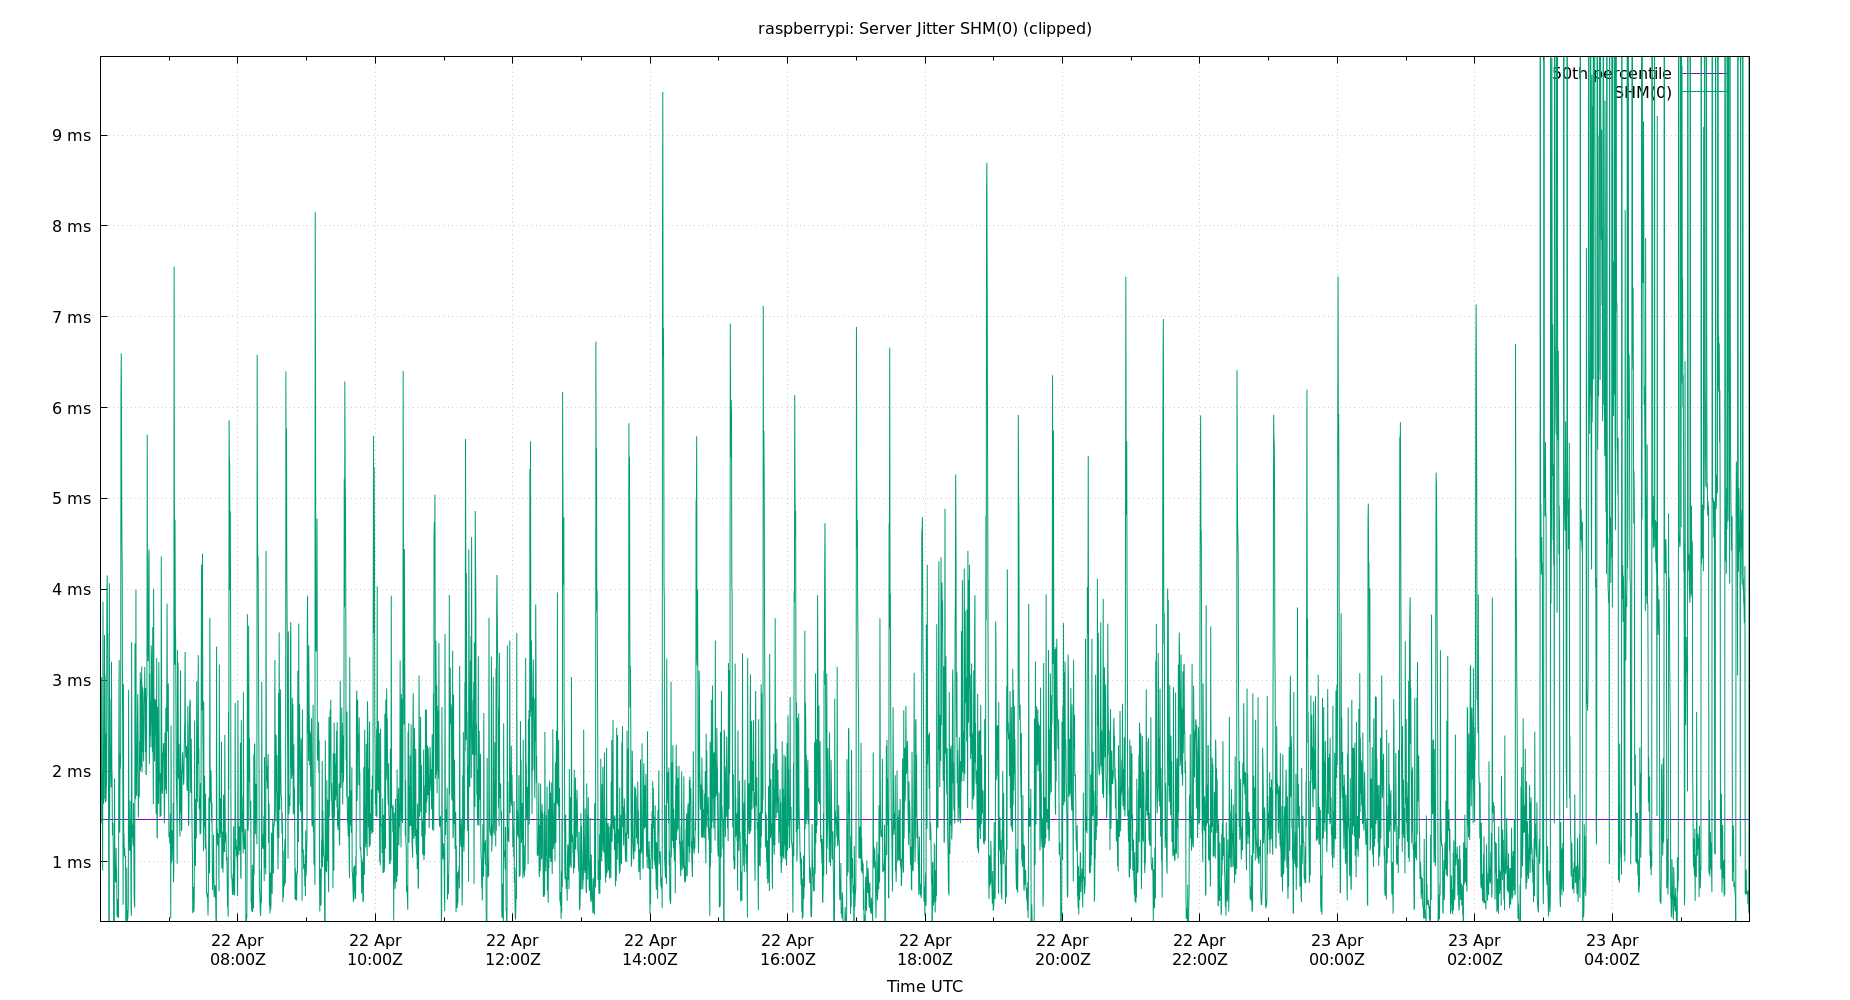 raspberrypi: Server Jitter SHM(0) (clipped)
50th percentile
SHM(0)
9 ms
8 ms
7 ms
6 ms
5 ms
4 ms
3 ms
2 ms
1 ms
22 Apr 22 Apr 22 Apr 22 Apr 22 Apr 22 Apr 22 Apr 22 Apr 23 Apr 23 Apr 23 Apr
08:00Z 10:00Z 12:00Z 14:00Z 16:00Z 18:00Z 20:00Z 22:00Z 00:00Z 02:00Z 04:00Z
Time UTC